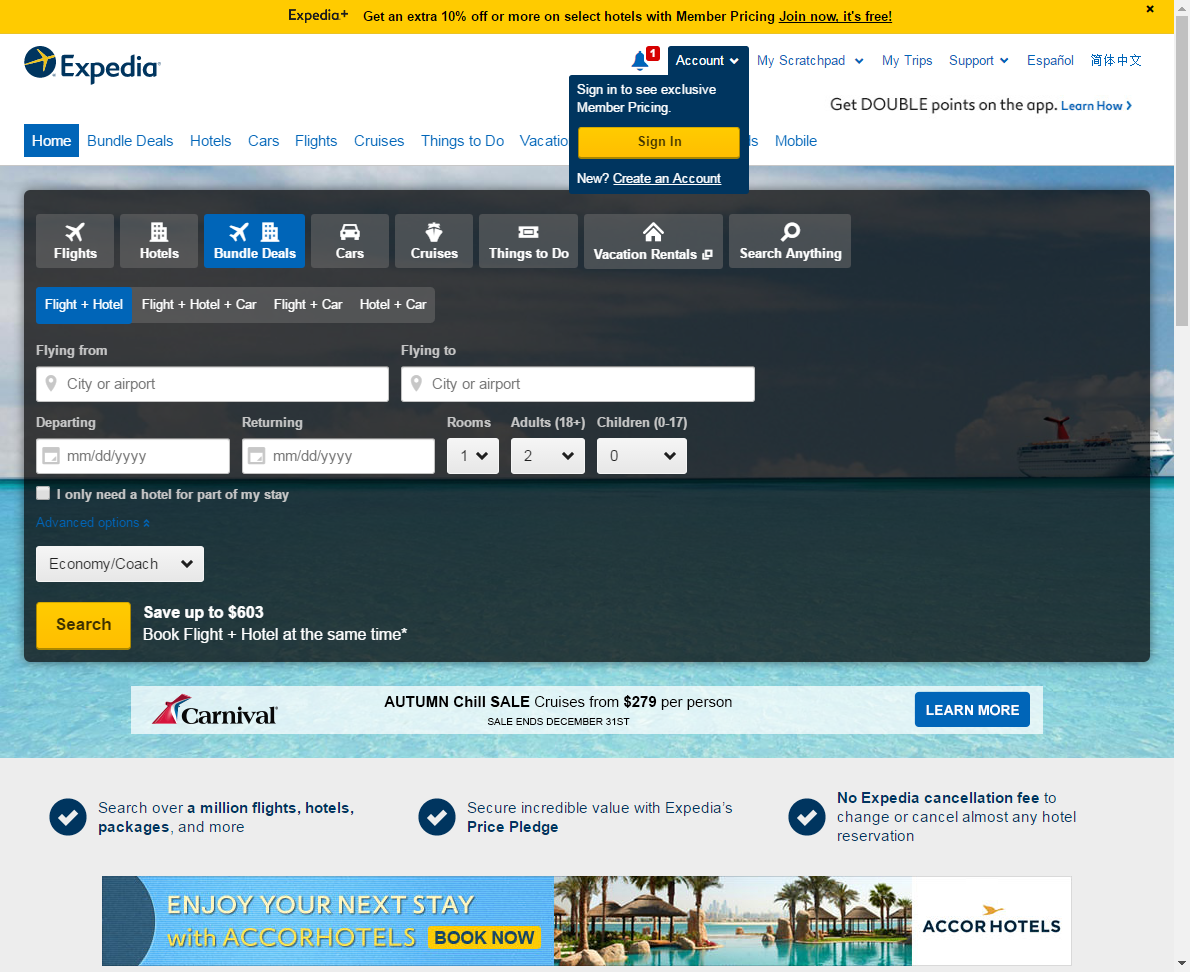 Expedia+ Get an extra 10% off or more on select hotels with Member Pricing Join now, it's free!
Expedia
1
Account
My Scratchpad
My Trips
Support
Español
简体中文
Sign in to see exclusive
Member Pricing.
Sign In
New? Create an Account
Get DOUBLE points on the app. Learn How
Home
Bundle Deals
Hotels
Cars
Flights
Cruises
Things to Do
Vacatio
ls
Mobile
Flights
Hotels
Bundle Deals
Cars
Cruises
Things to Do
Vacation Rentals
Search Anything
Flight + Hotel
Flight + Hotel + Car
Flight + Car
Hotel + Car
Flying from
Flying to
City or airport
City or airport
Departing
Returning
Rooms
Adults (18+)
Children (0-17)
mm/dd/yyyy
mm/dd/yyyy
1
2
0
I only need a hotel for part of my stay
Advanced options
Economy/Coach
Search
Save up to $603
Book Flight + Hotel at the same time*
Carnival
AUTUMN Chill SALE Cruises from $279 per person
SALE ENDS DECEMBER 31ST
LEARN MORE
Search over a million flights, hotels,
packages, and more
Secure incredible value with Expedia’s
Price Pledge
No Expedia cancellation fee to
change or cancel almost any hotel
reservation
ENJOY YOUR NEXT STAY
with ACCORHOTELS BOOK NOW
ACCORHOTELS